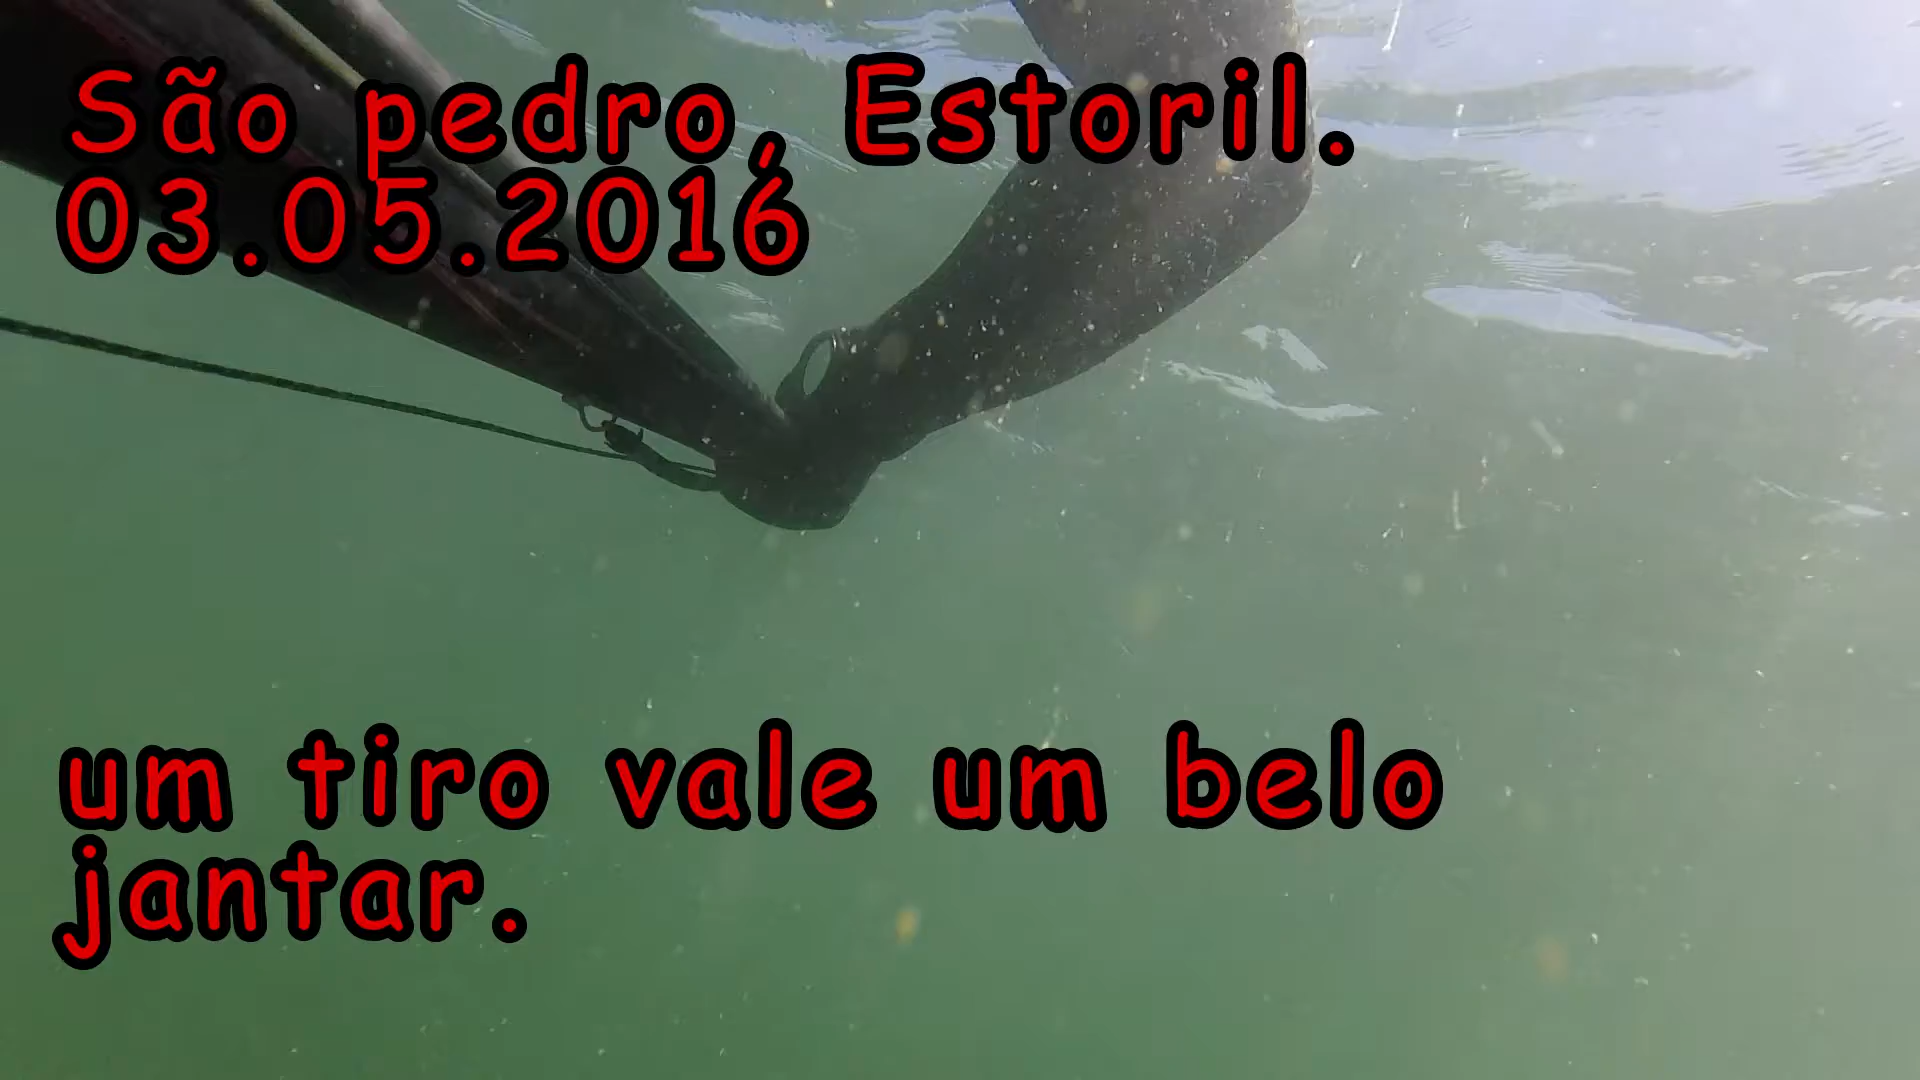 São pedro, Estoril.
03.05.2016
um tiro vale um belo
jantar.